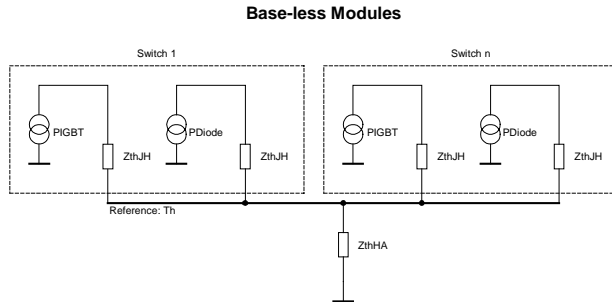 Base-less Modules
Switch 1
Switch n
PIGBT
PDiode
PIGBT
PDiode
ZthJH
ZthJH
ZthJH
ZthJH
Reference: Th
ZthHA